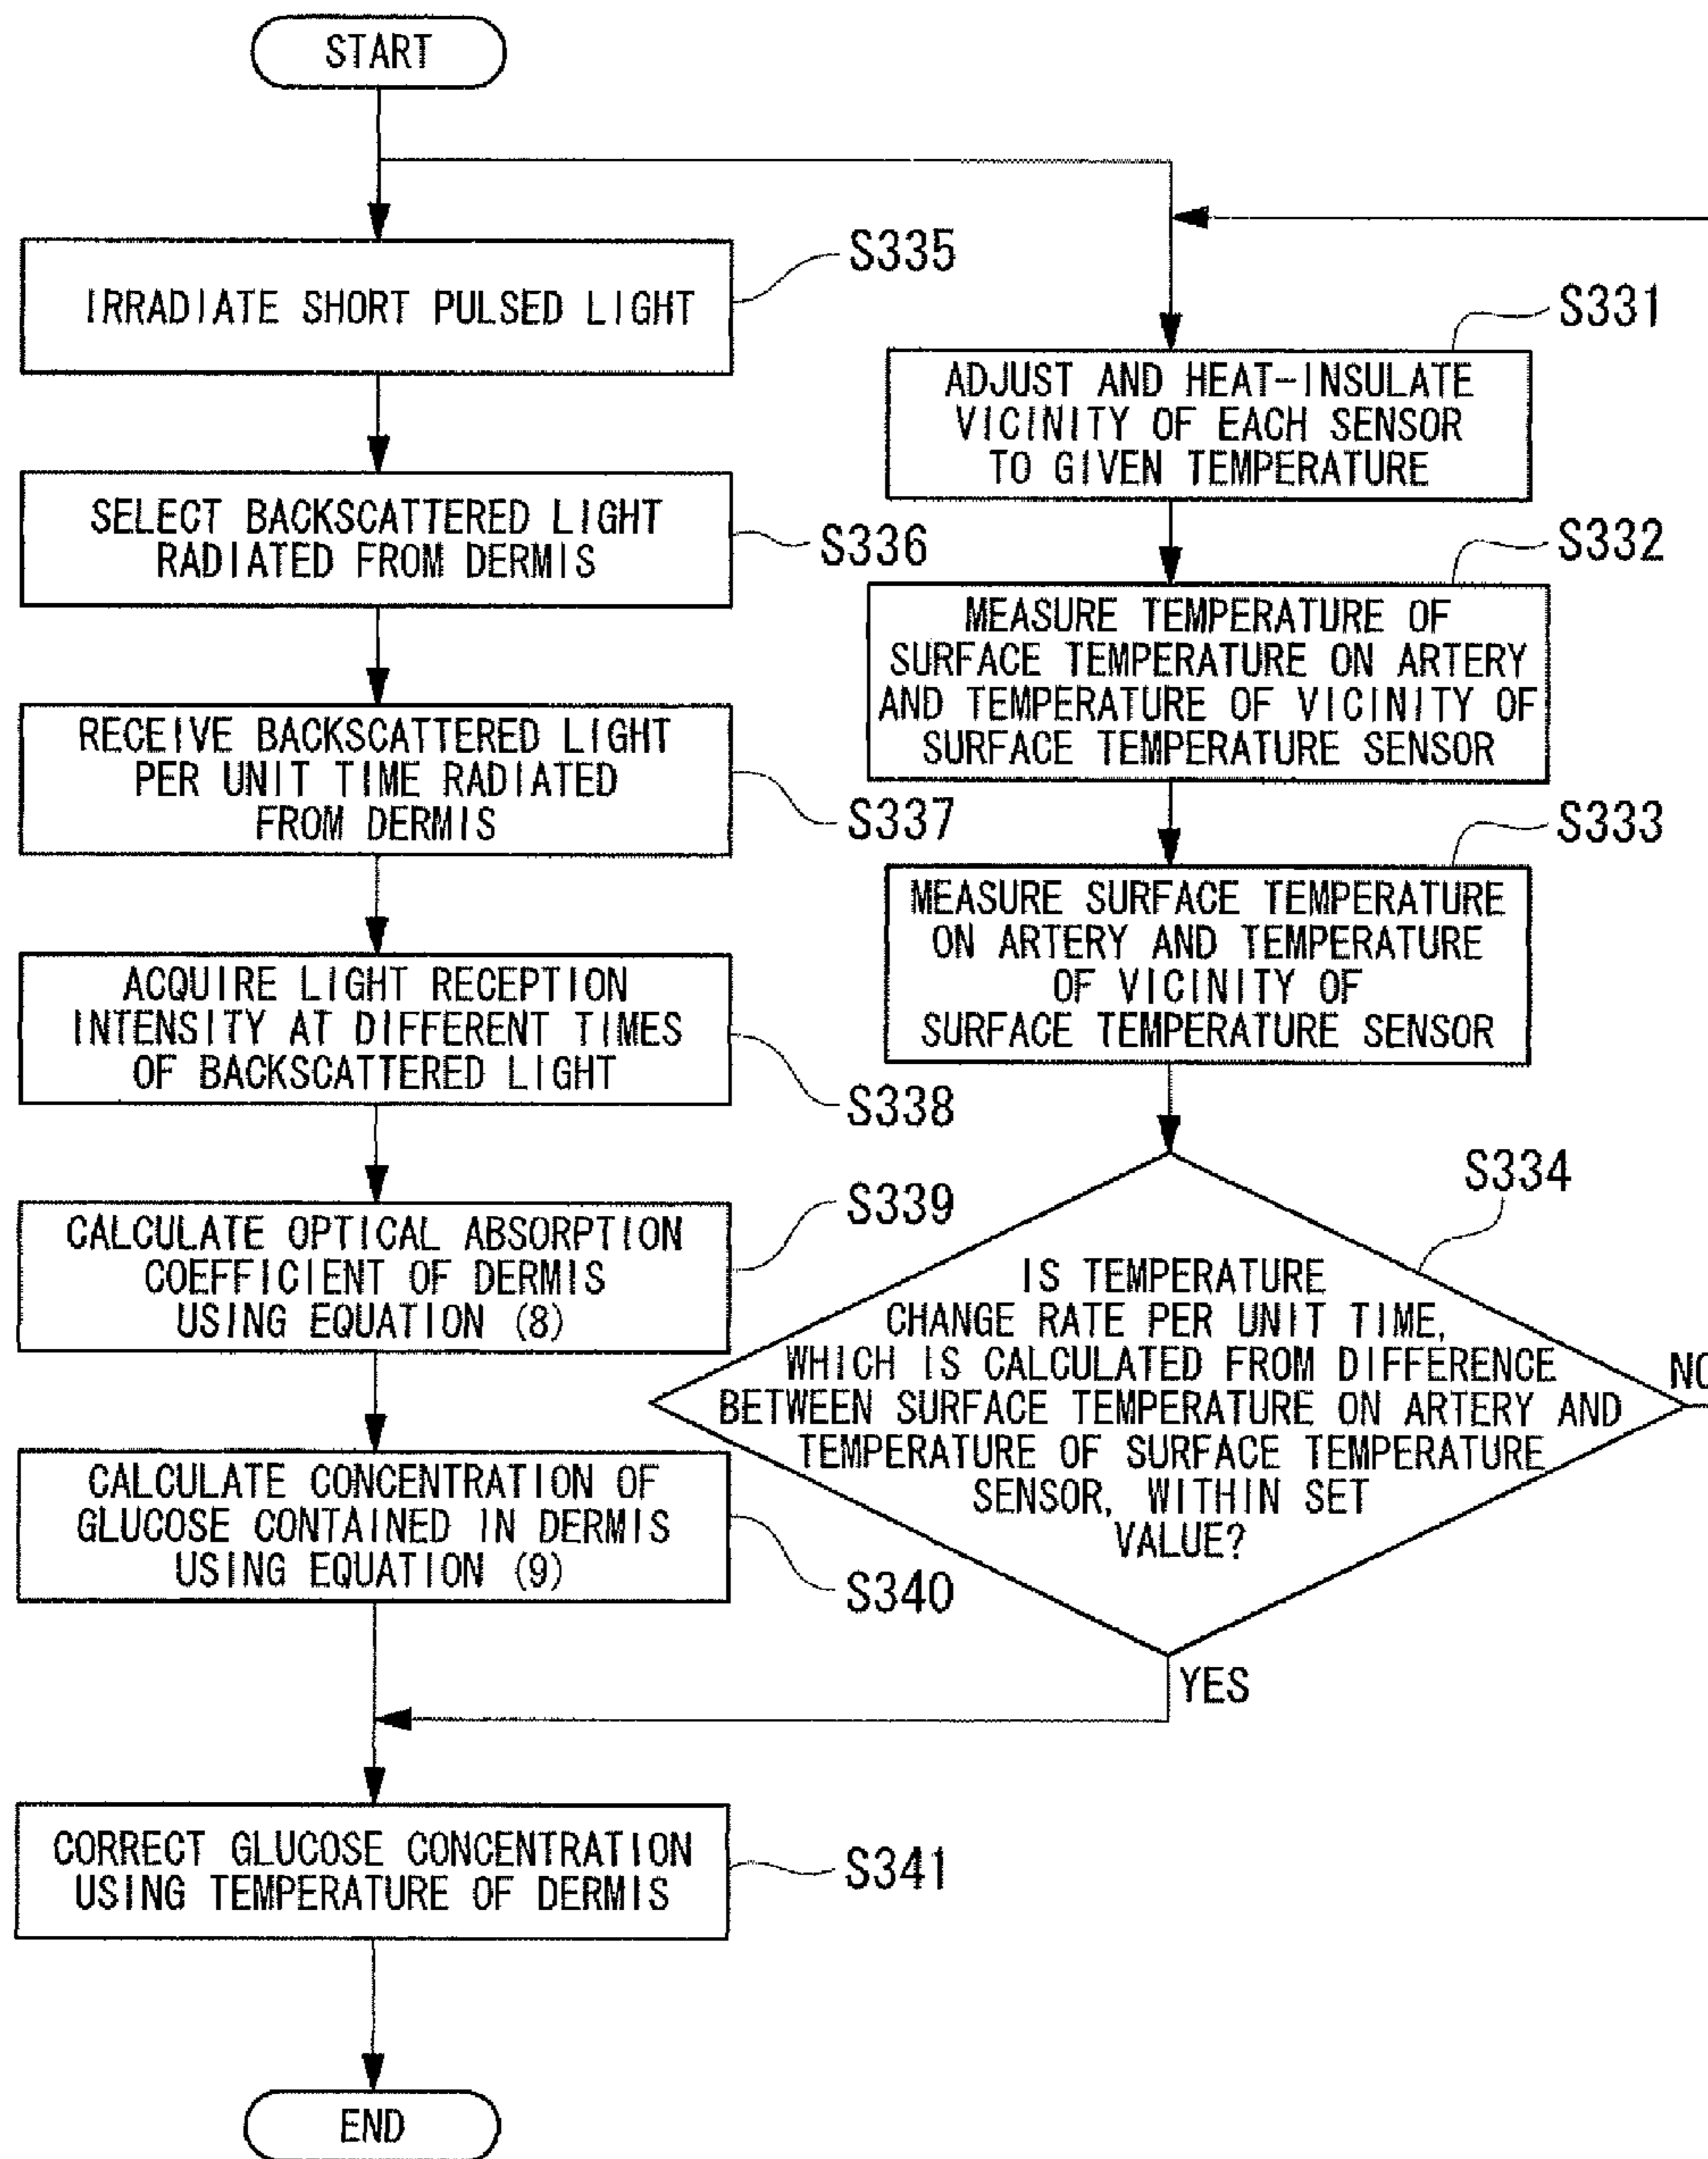 START
IRRADIATE SHORT PULSED LIGHT
S335
SELECT BACKSCATTERED LIGHT
RADIATED FROM DERMIS
S336
RECEIVE BACKSCATTERED LIGHT
PER UNIT TIME RADIATED
FROM DERMIS
S337
ACQUIRE LIGHT RECEPTION
INTENSITY AT DIFFERENT TIMES
OF BACKSCATTERED LIGHT
S338
CALCULATE OPTICAL ABSORPTION
COEFFICIENT OF DERMIS
USING EQUATION (8)
S339
CALCULATE CONCENTRATION OF
GLUCOSE CONTAINED IN DERMIS
USING EQUATION (9)
S340
S331
ADJUST AND HEAT-INSULATE
VICINITY OF EACH SENSOR
TO GIVEN TEMPERATURE
S332
MEASURE TEMPERATURE OF
SURFACE TEMPERATURE ON ARTERY
AND TEMPERATURE OF VICINITY OF
SURFACE TEMPERATURE SENSOR
S333
MEASURE SURFACE TEMPERATURE
ON ARTERY AND TEMPERATURE
OF VICINITY OF
SURFACE TEMPERATURE SENSOR
S334
IS TEMPERATURE
CHANGE RATE PER UNIT TIME,
WHICH IS CALCULATED FROM DIFFERENCE
BETWEEN SURFACE TEMPERATURE ON ARTERY AND
TEMPERATURE OF SURFACE TEMPERATURE
SENSOR, WITHIN SET
VALUE?
NO
YES
CORRECT GLUCOSE CONCENTRATION
USING TEMPERATURE OF DERMIS
S341
END